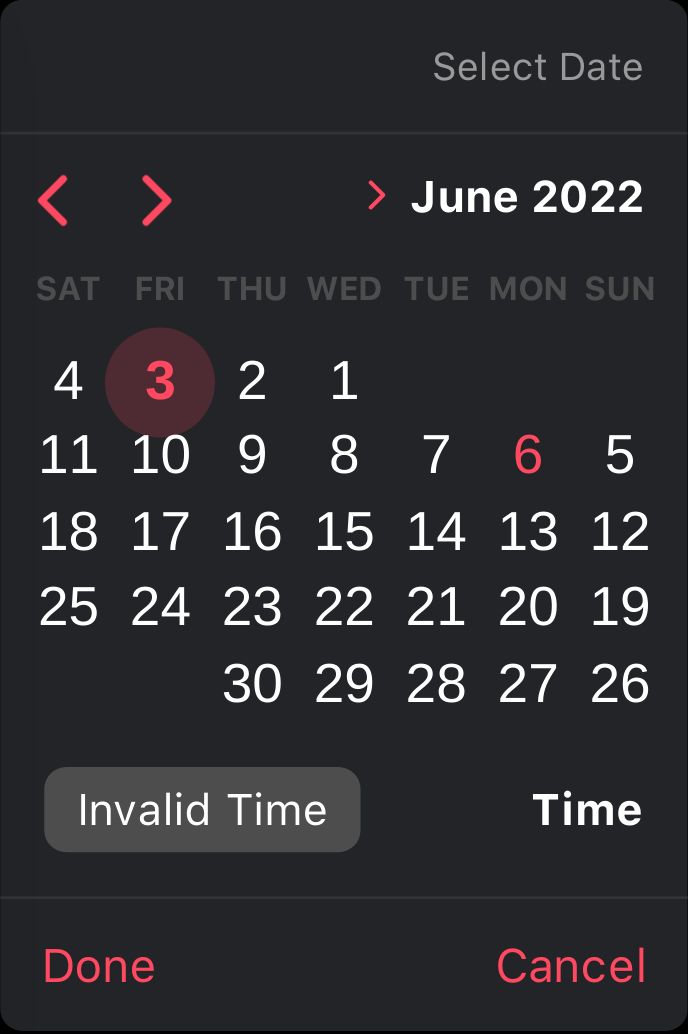 Select Date
June 2022
SAT FRI THU WED TUE MON SUN
4 3 2 1
11 10 9 8 7 6 5
18 17 16 15 14 13 12
25 24 23 22 21 20 19
30 29 28 27 26
Invalid Time Time
Done Cancel